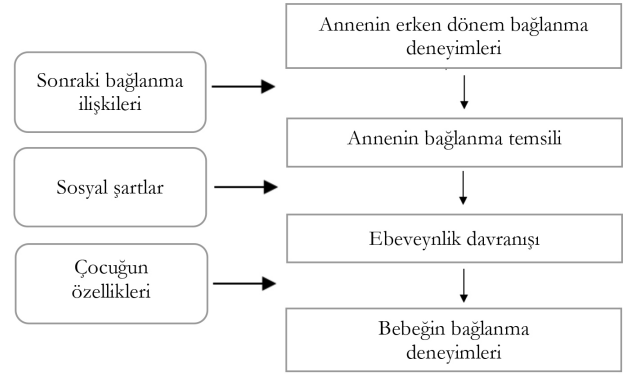 Annenin erken dönem bağlanma
deneyimleri
Sonraki bağlanma
ilişkileri
Annenin bağlanma temsili
Sosyal şartlar
Ebeveynlik davranışı
Çocuğun
özellikleri
Bebeğin bağlanma
deneyimleri